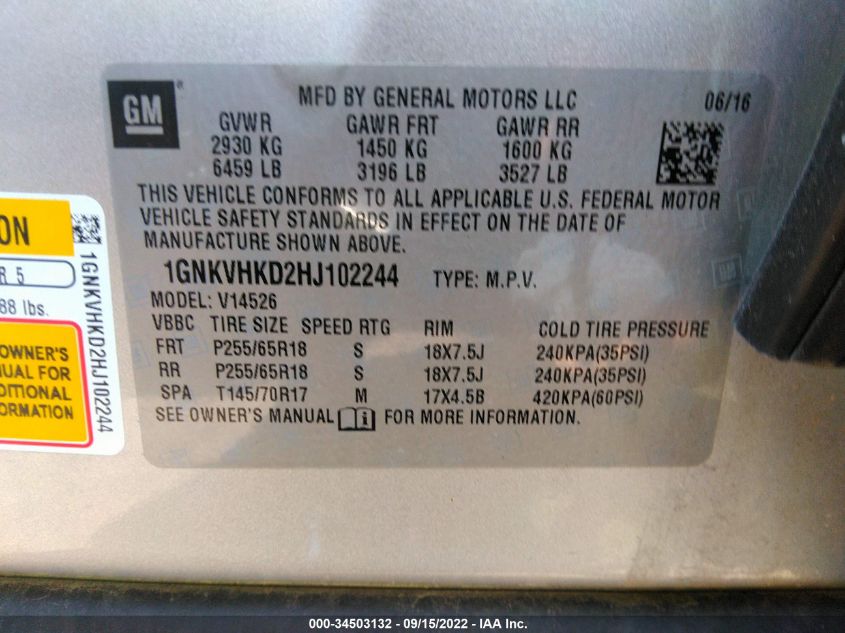 GM ®
MFD BY GENERAL MOTORS LLC 06/16
GVWR GAWR FRT GAWR RR
2930 KG 1450 KG 1600 KG
6459 LB 3196 LB 3527 LB
THIS VEHICLE CONFORMS TO ALL APPLICABLE U.S. FEDERAL MOTOR
VEHICLE SAFETY STANDARDS IN EFFECT ON THE DATE OF
MANUFACTURE SHOWN ABOVE.
1GNKVHKD2HJ102244 TYPE: M.P.V.
MODEL: V14526
VBBC TIRE SIZE SPEED RTG RIM COLD TIRE PRESSURE
FRT P255/65R18 S 18X7.5J 240KPA(35PSI)
RR P255/65R18 S 18X7.5J 240KPA(35PSI)
SPA T145/70R17 M 17X4.5B 420KPA(60PSI)
SEE OWNER'S MANUAL i FOR MORE INFORMATION.
ON
R 5
88 lbs.
OWNER'S
UAL FOR
DITIONAL
ORMATION
1GNKVHKD2HJ102244
000-34503132 - 09/15/2022 - IAA Inc.